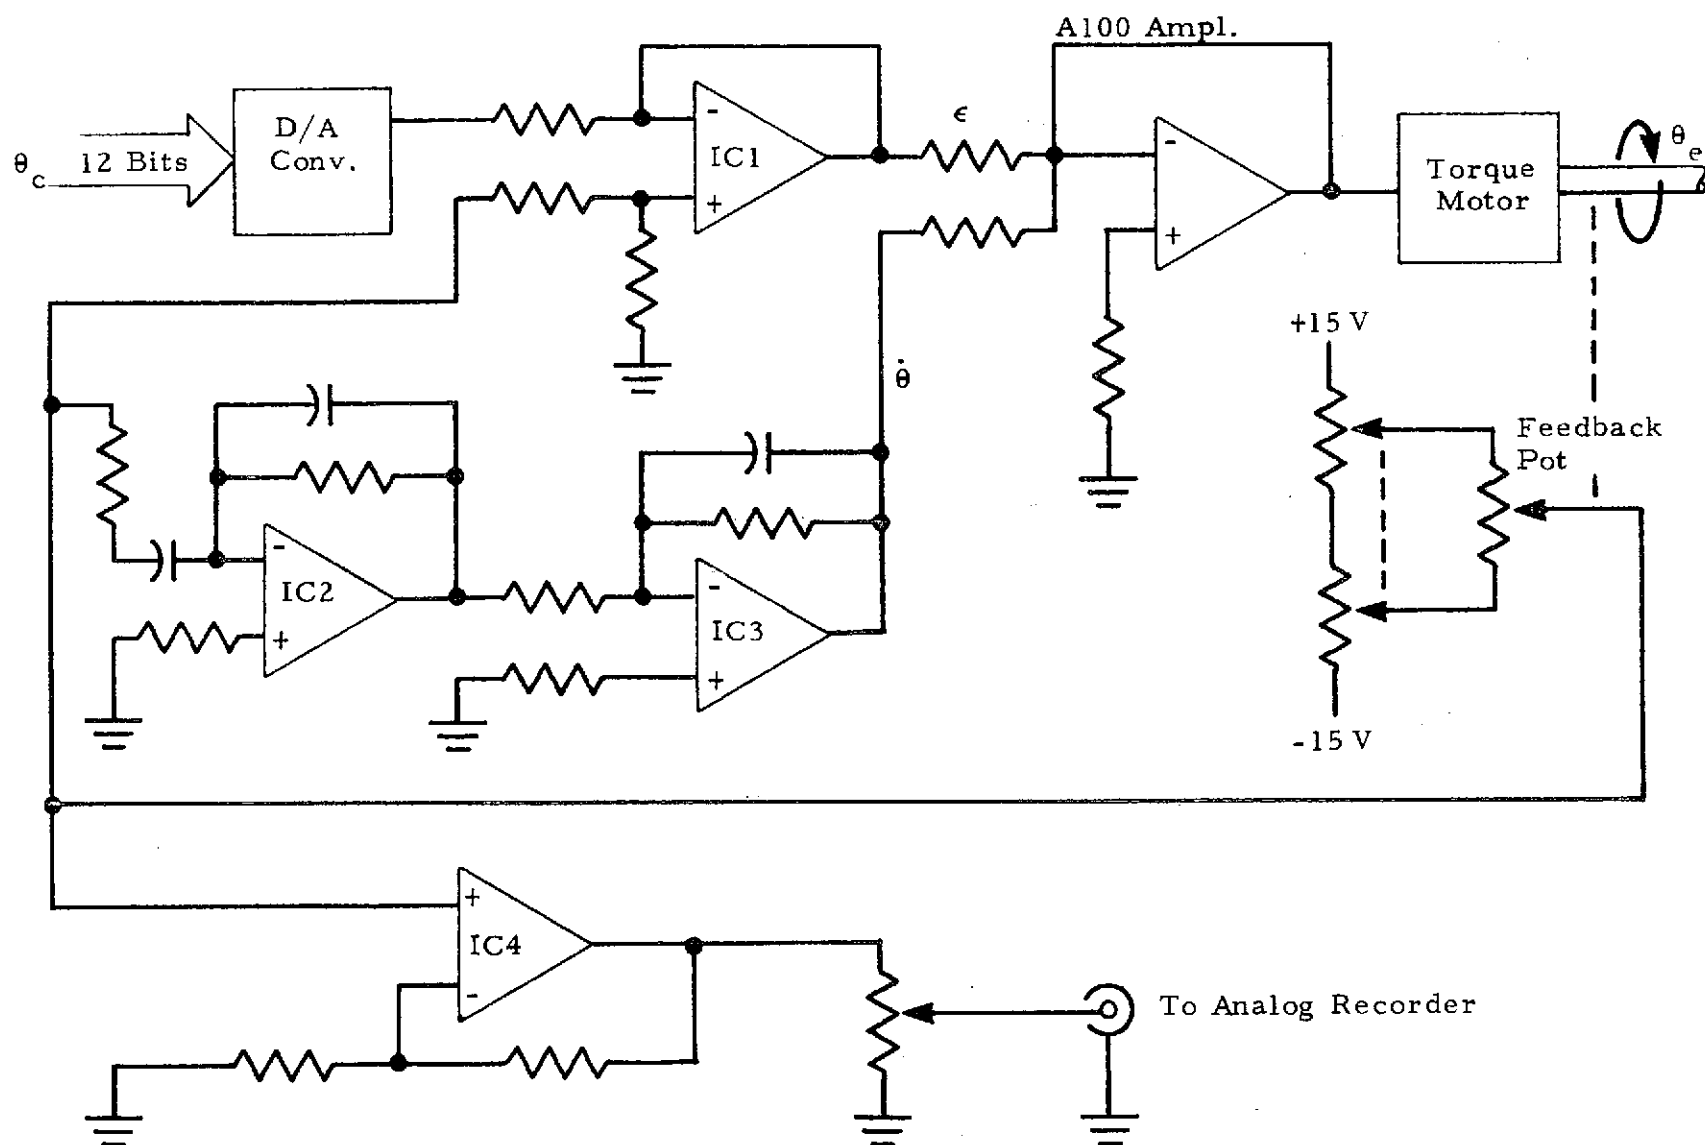 A100 Ampl.
D/A
Conv.
θc
12 Bits
-
IC1
+
ϵ
-
+
Torque
Motor
θe
θ̇
+15 V
Feedback
Pot
-15 V
-
IC2
+
-
IC3
+
+
IC4
-
To Analog Recorder